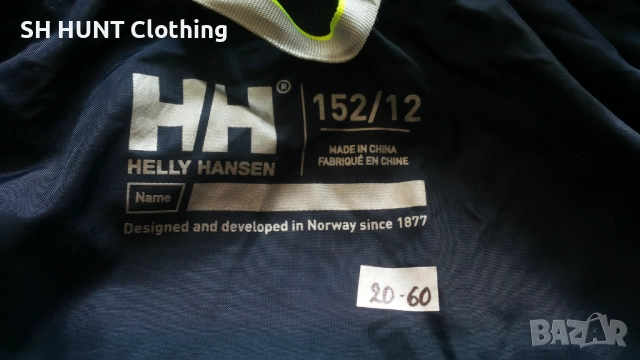 SH HUNT Clothing
HH®
HELLY HANSEN
152/12
MADE IN CHINA
FABRIQUÉ EN CHINE
Name
Designed and developed in Norway since 1877
20-60
BAZAR